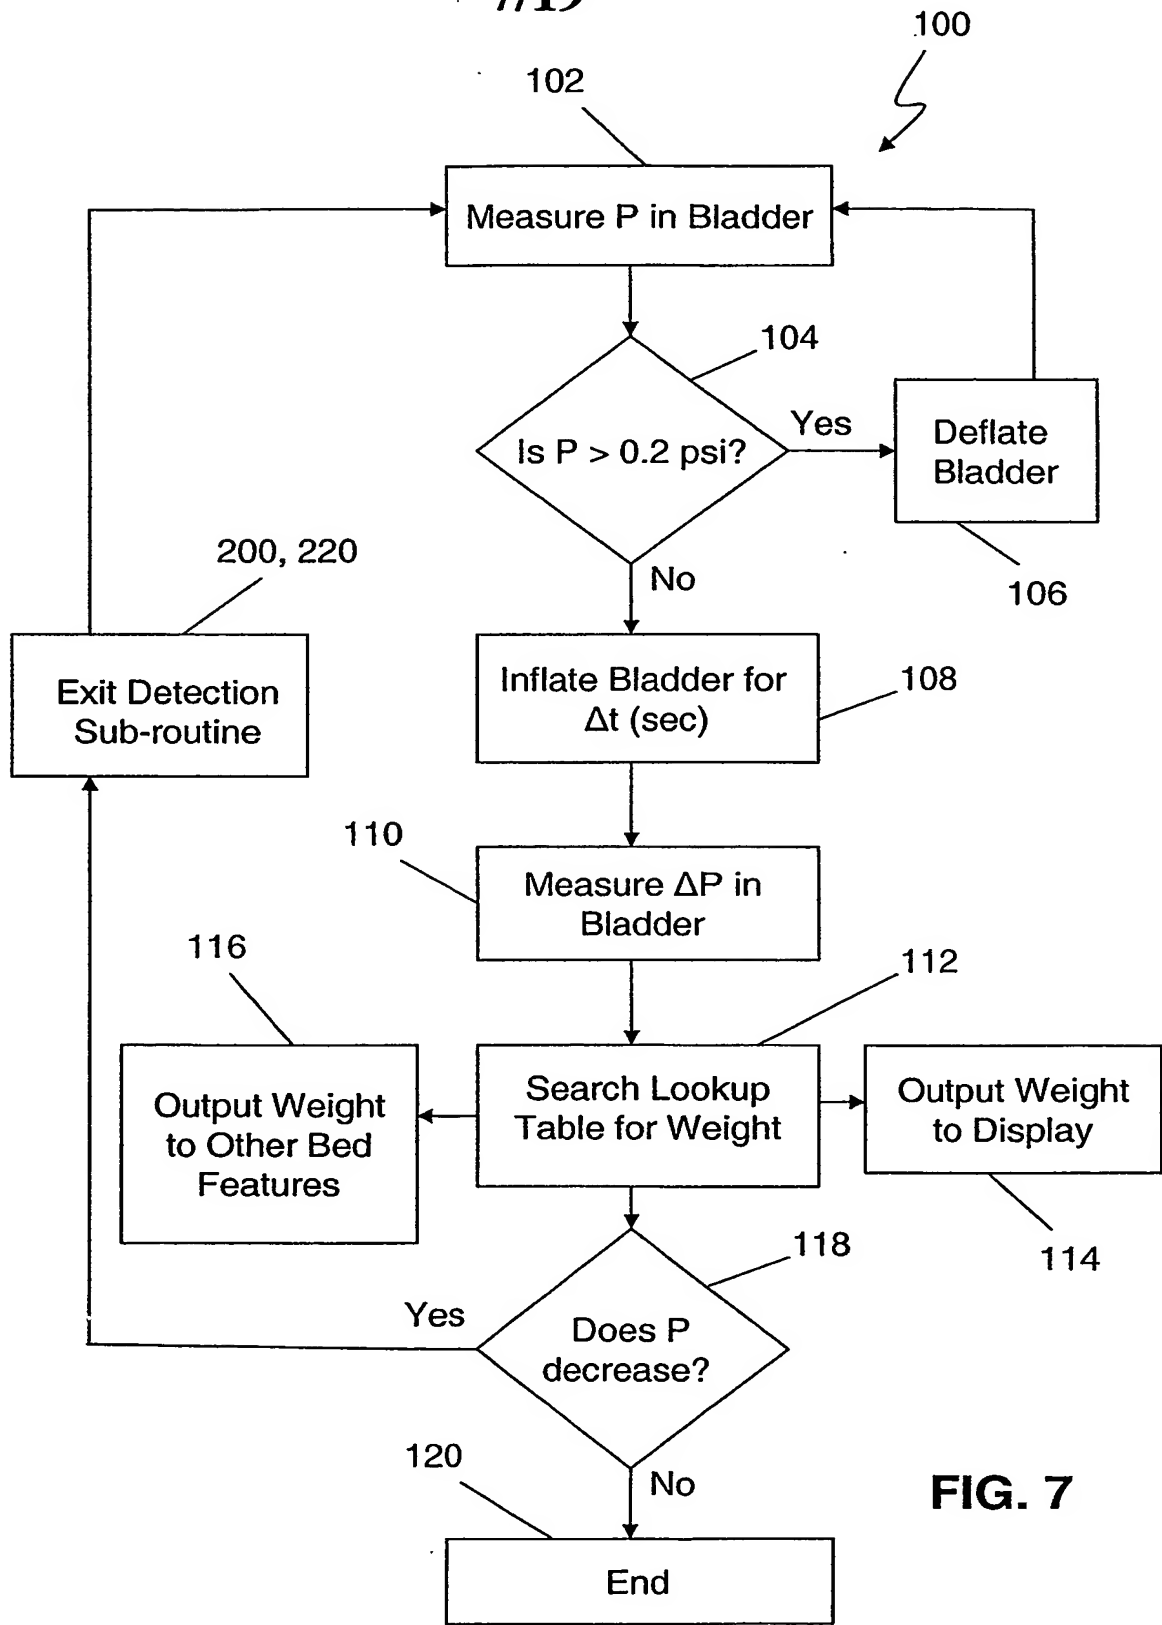 100
102
Measure P in Bladder
104
Is P > 0.2 psi?
Yes
Deflate
Bladder
106
No
200, 220
Exit Detection
Sub-routine
Inflate Bladder for
Δt (sec)
108
110
Measure ΔP in
Bladder
116
112
Output Weight
to Other Bed
Features
Search Lookup
Table for Weight
Output Weight
to Display
114
118
Yes
Does P
decrease?
120
No
End
FIG. 7